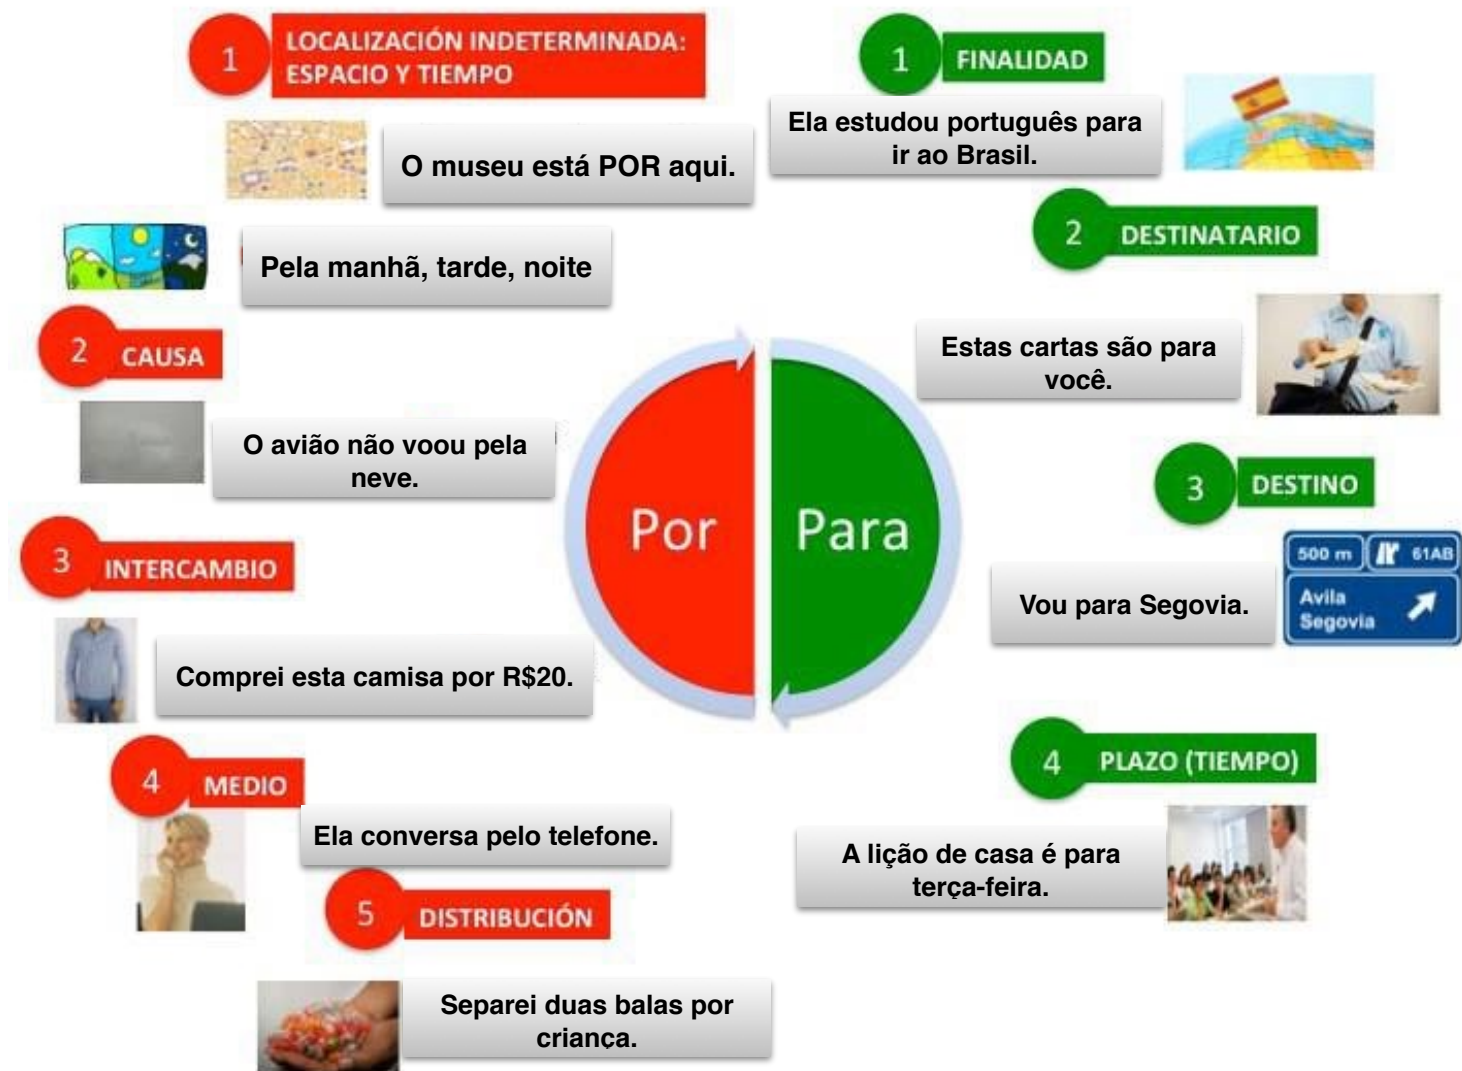 1
LOCALIZACIÓN INDETERMINADA:
ESPACIO Y TIEMPO
O museu está POR aqui.
Pela manhã, tarde, noite
2
CAUSA
O avião não voou pela
neve.
3
INTERCAMBIO
Comprei esta camisa por R$20.
4
MEDIO
Ela conversa pelo telefone.
5
DISTRIBUCIÓN
Separei duas balas por
criança.
Por
Para
1
FINALIDAD
Ela estudou português para
ir ao Brasil.
2
DESTINATARIO
Estas cartas são para
você.
3
DESTINO
Vou para Segovia.
500 m
61AB
Avila
Segovia
4
PLAZO (TIEMPO)
A lição de casa é para
terça-feira.